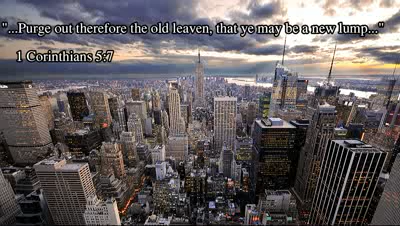 "...Purge out therefore the old leaven, that ye may be a new lump..."
1 Corinthians 5:7